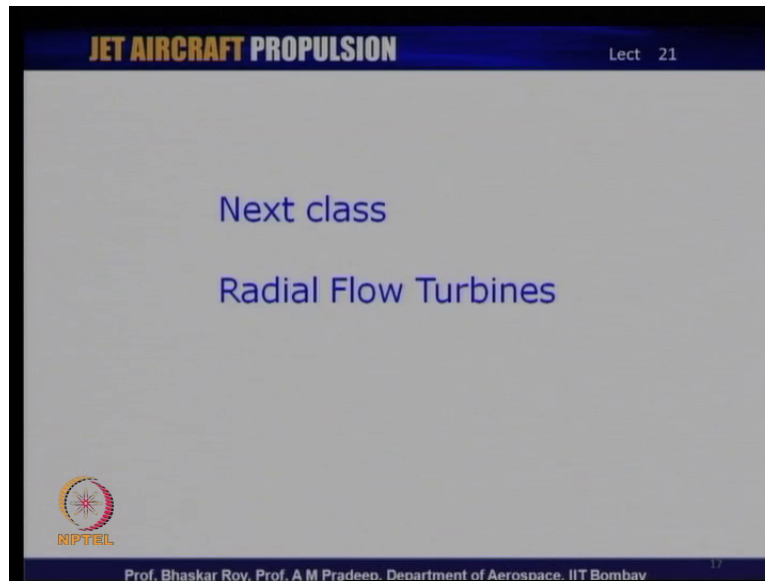 JET AIRCRAFT PROPULSION
Lect 21
Next class
Radial Flow Turbines
NPTEL
17
Prof. Bhaskar Roy, Prof. A M Pradeep, Department of Aerospace, IIT Bombay